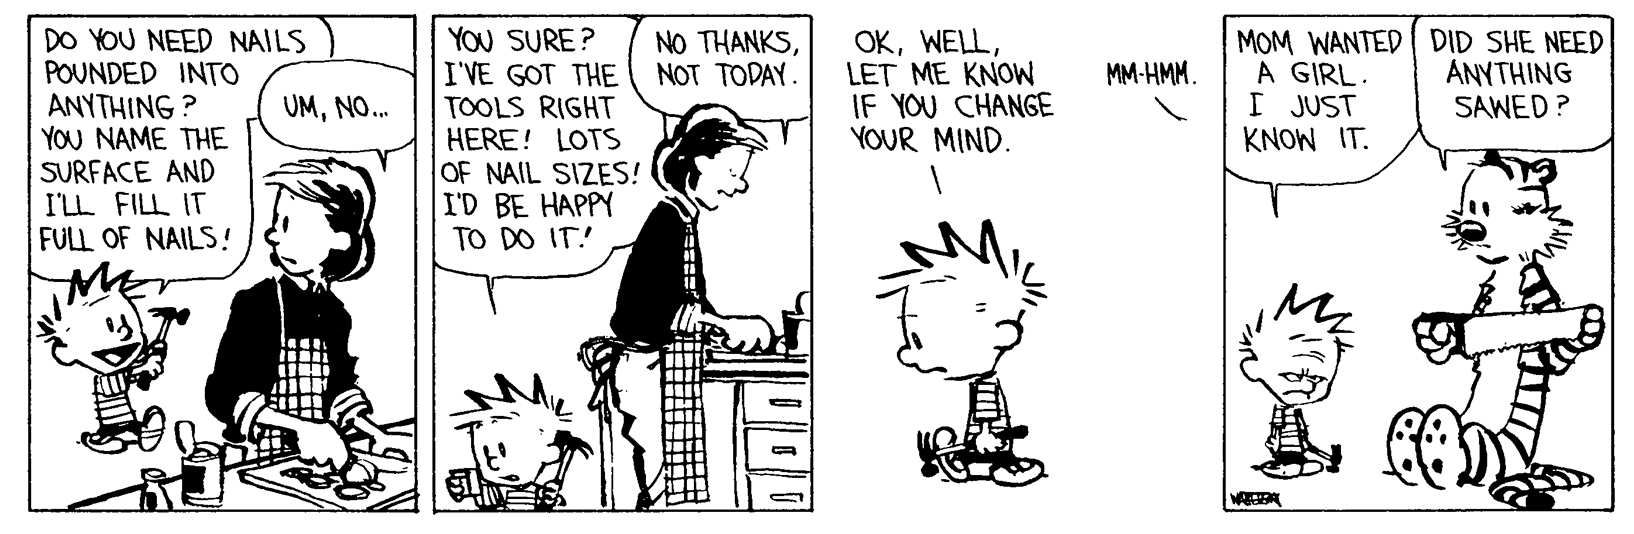 DO YOU NEED NAILS
POUNDED INTO
ANYTHING?
YOU NAME THE
SURFACE AND
I'LL FILL IT
FULL OF NAILS!
UM, NO...
YOU SURE?
I'VE GOT THE
TOOLS RIGHT
HERE! LOTS
OF NAIL SIZES!
I'D BE HAPPY
TO DO IT!
NO THANKS,
NOT TODAY.
OK, WELL,
LET ME KNOW
IF YOU CHANGE
YOUR MIND.
MM-HMM.
MOM WANTED
A GIRL.
I JUST
KNOW IT.
DID SHE NEED
ANYTHING
SAWED?
WATTERSON